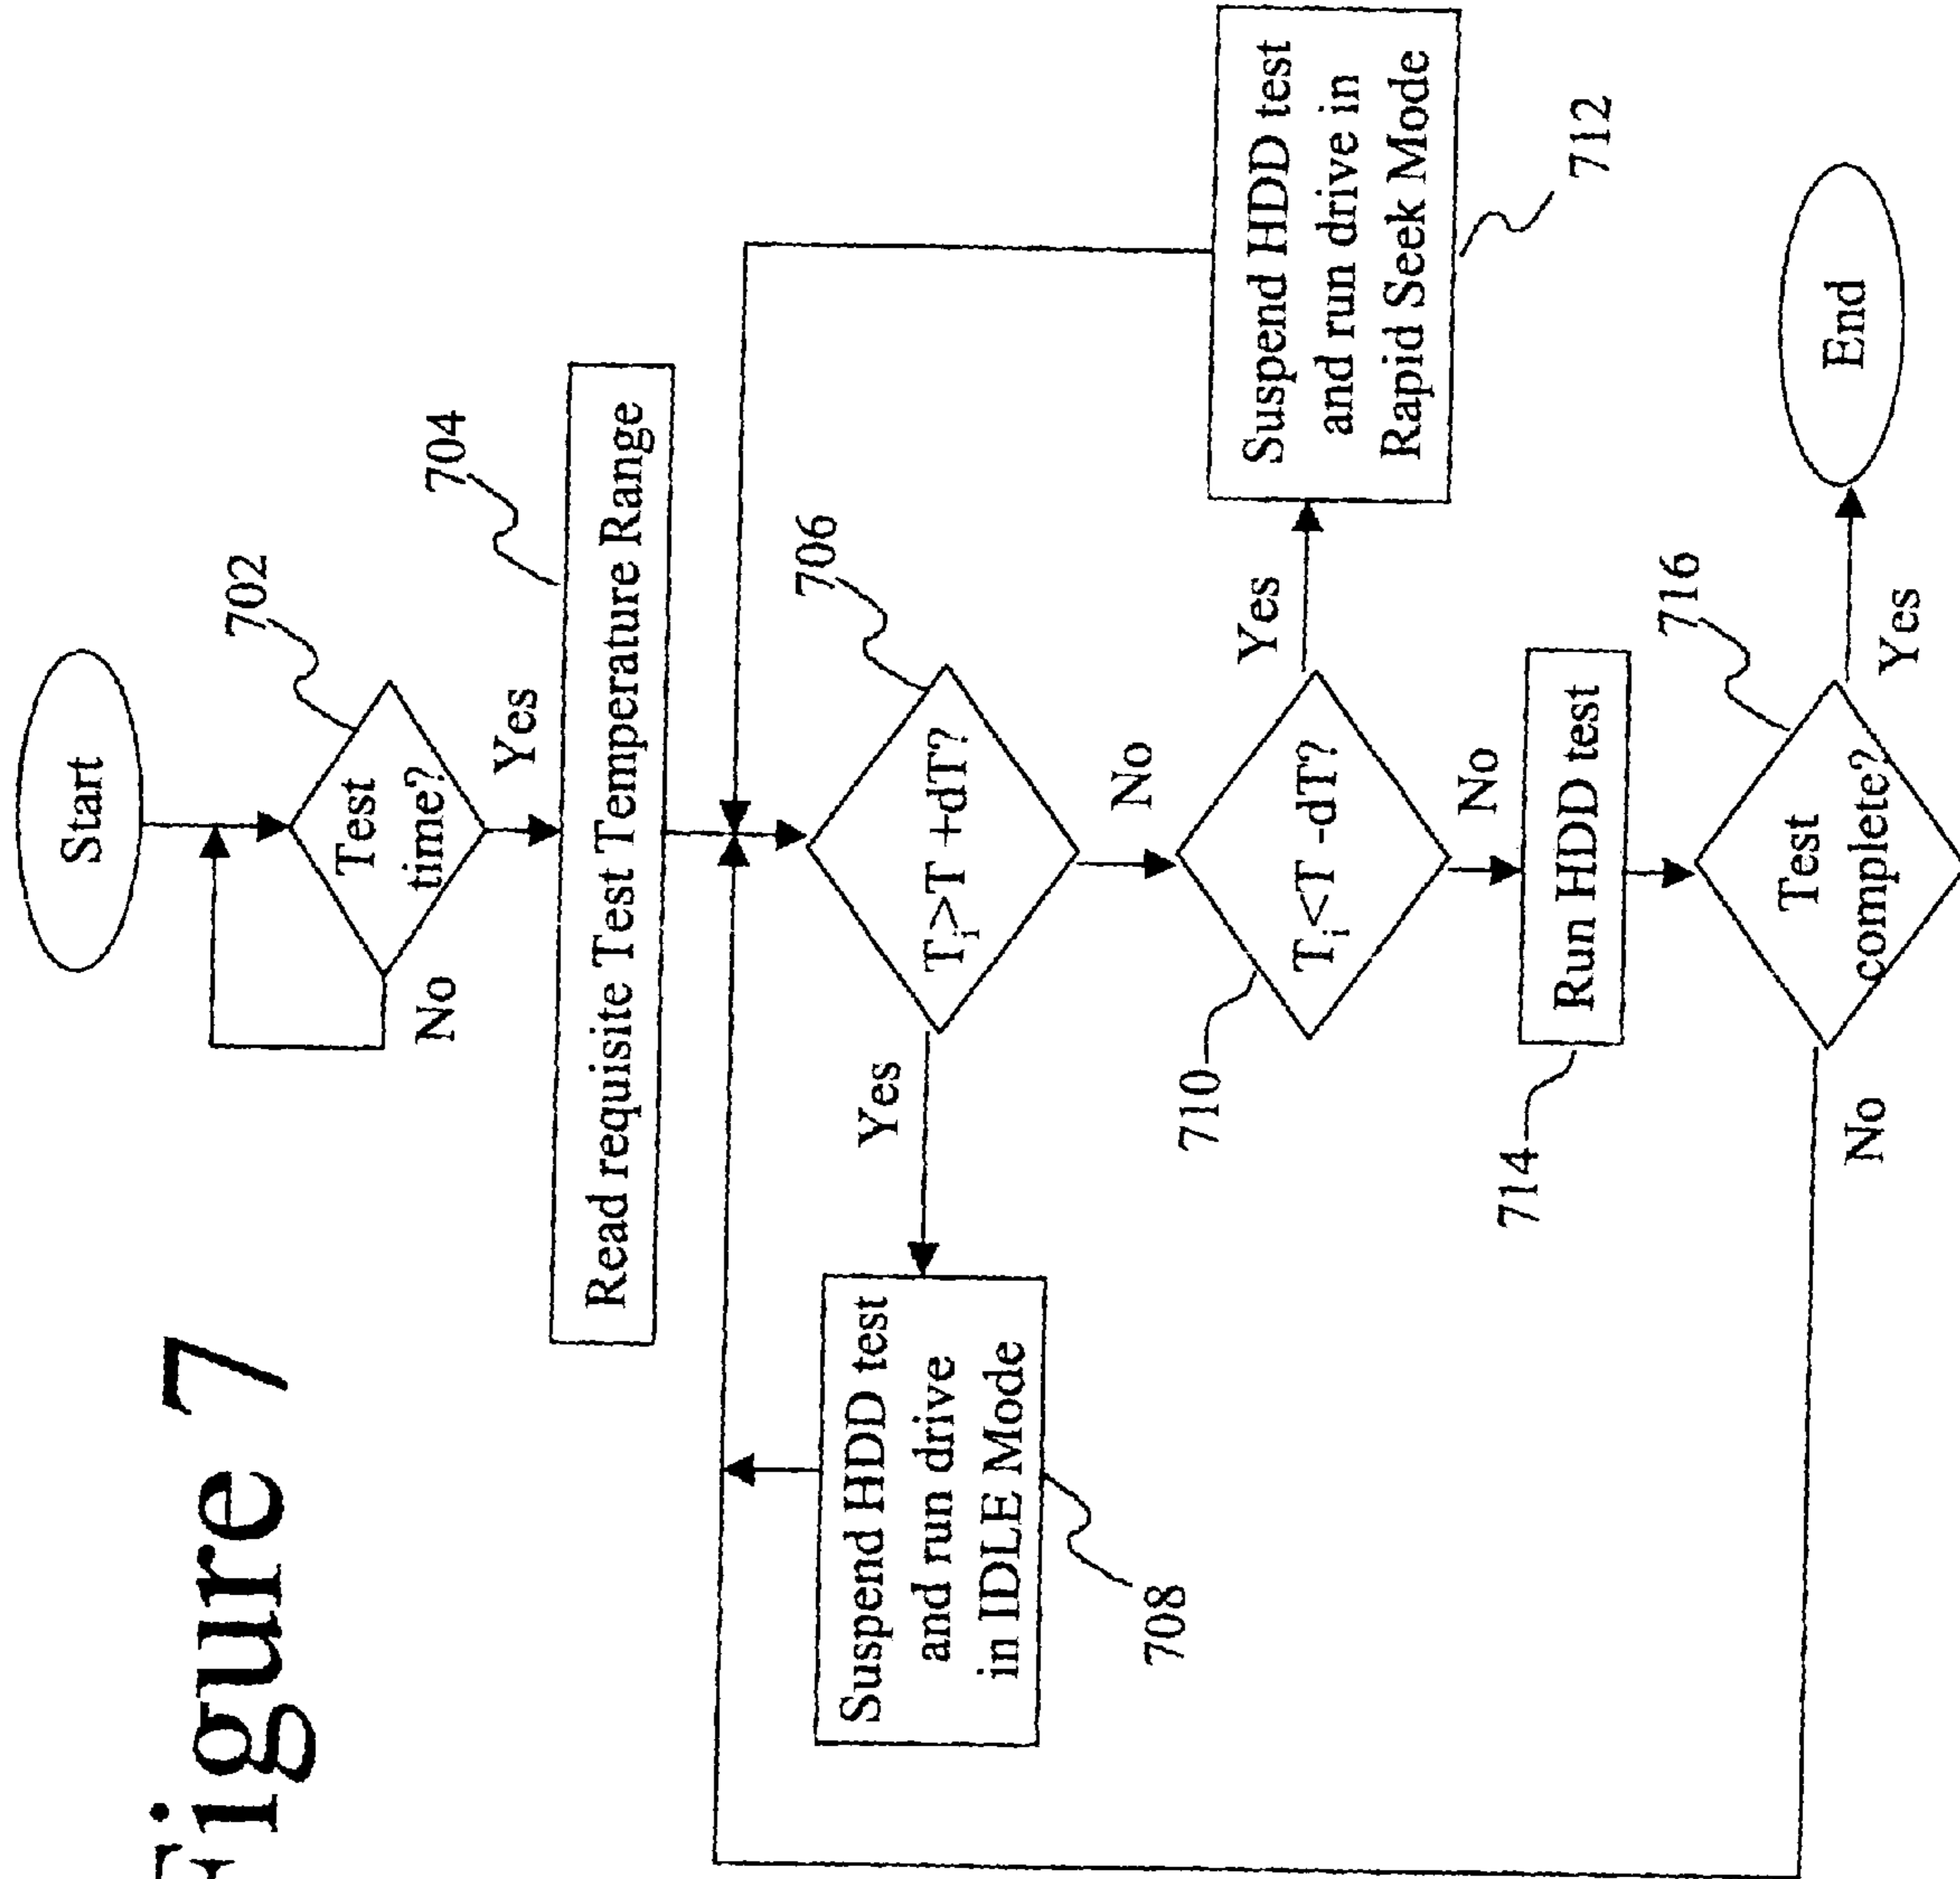 Figure 7
Start
702
Test
time?
No
Yes
704
Read requisite Test Temperature Range
706
Ti>T +dT?
Yes
No
Suspend HDD test
and run drive
in IDLE Mode
708
710
Ti<T -dT?
Yes
No
Suspend HDD test
and run drive in
Rapid Seek Mode
712
714
Run HDD test
716
Test
complete?
No
Yes
End